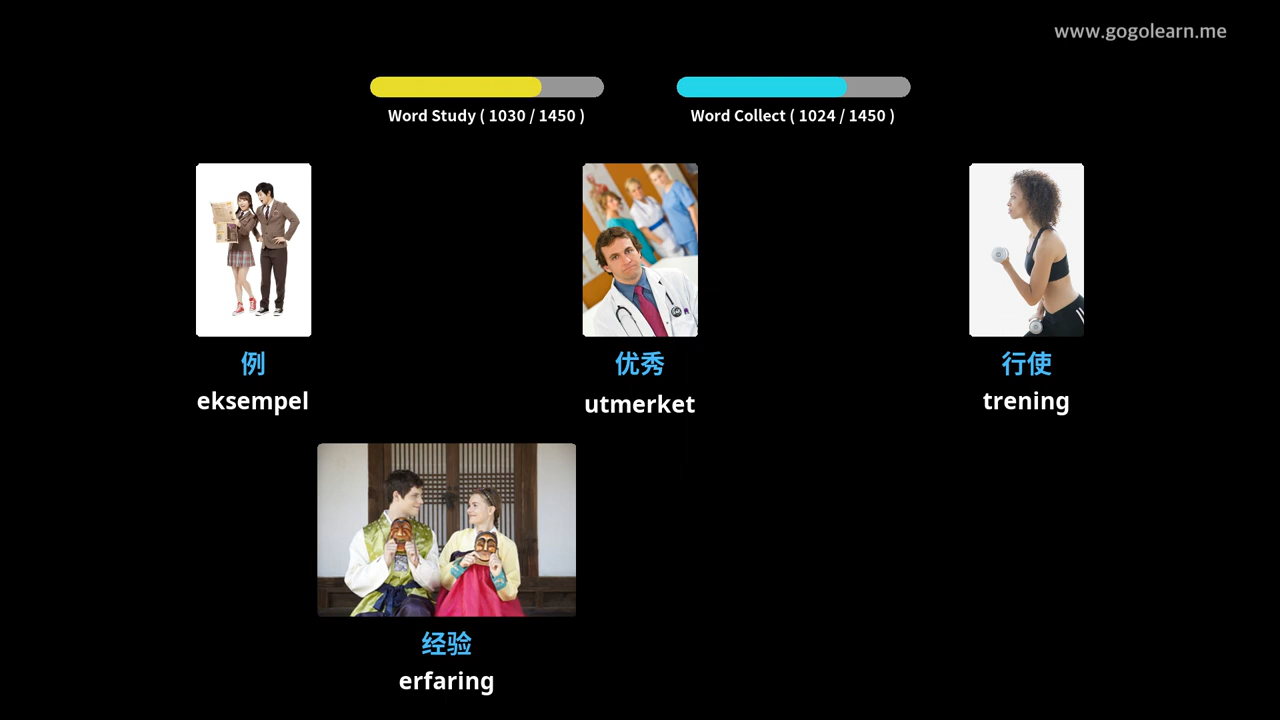 www.gogolearn.me
Word Study ( 1030 / 1450 )
Word Collect ( 1024 / 1450 )
例
eksempel
优秀
utmerket
行使
trening
经验
erfaring